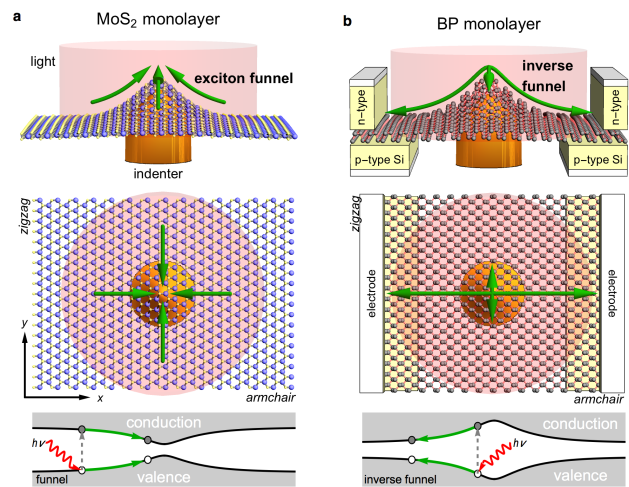 a
MoS₂ monolayer
light
exciton funnel
indenter
zigzag
y
x
armchair
conduction
hν
funnel
valence
b
BP monolayer
inverse
funnel
n-type
n-type
p-type Si
p-type Si
zigzag
electrode
electrode
armchair
conduction
hν
inverse funnel
valence